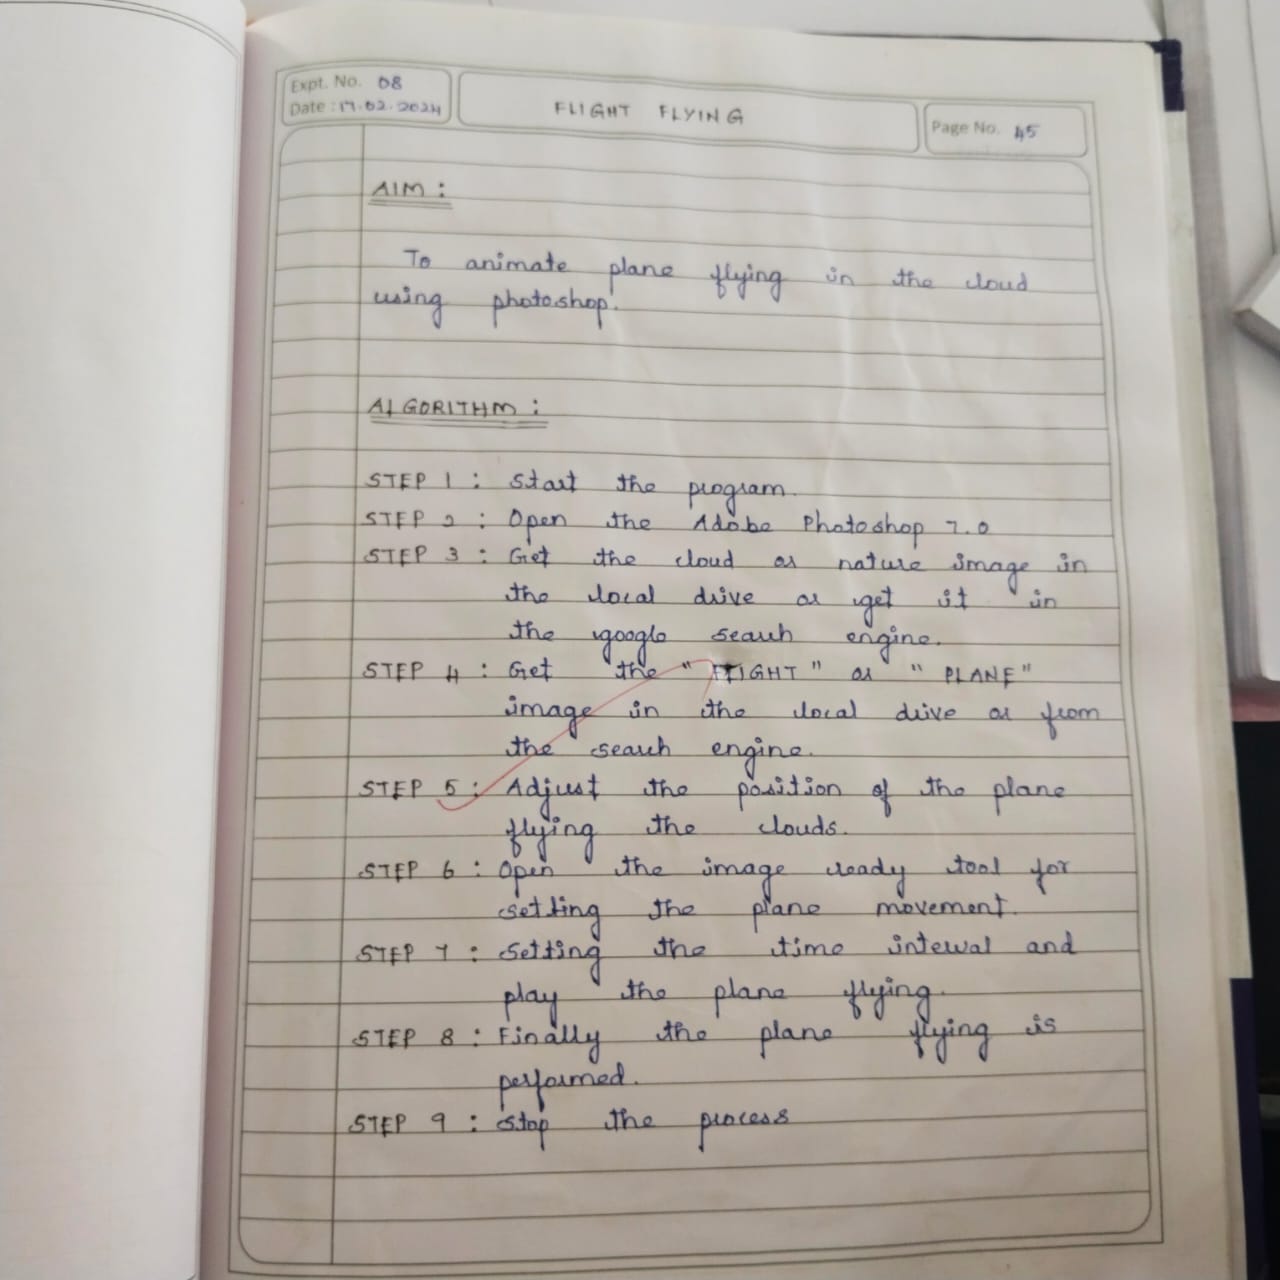 Expt. No. 08
Date : 17.02.2024
FLIGHT FLYING
Page No. 45
AIM :
To animate plane flying in the cloud
using photoshop.
ALGORITHM :
STEP 1 : Start the program.
STEP 2 : Open the Adobe Photoshop 7.0
STEP 3 : Get the cloud or nature image in
the local drive or get it in
the google search engine.
STEP 4 : Get the "FLIGHT" or "PLANE"
image in the local drive or from
the search engine.
STEP 5 : Adjust the position of the plane
flying the clouds.
STEP 6 : Open the image ready tool for
setting the plane movement.
STEP 7 : Setting the time interval and
play the plane flying.
STEP 8 : Finally the plane flying is
performed.
STEP 9 : Stop the process